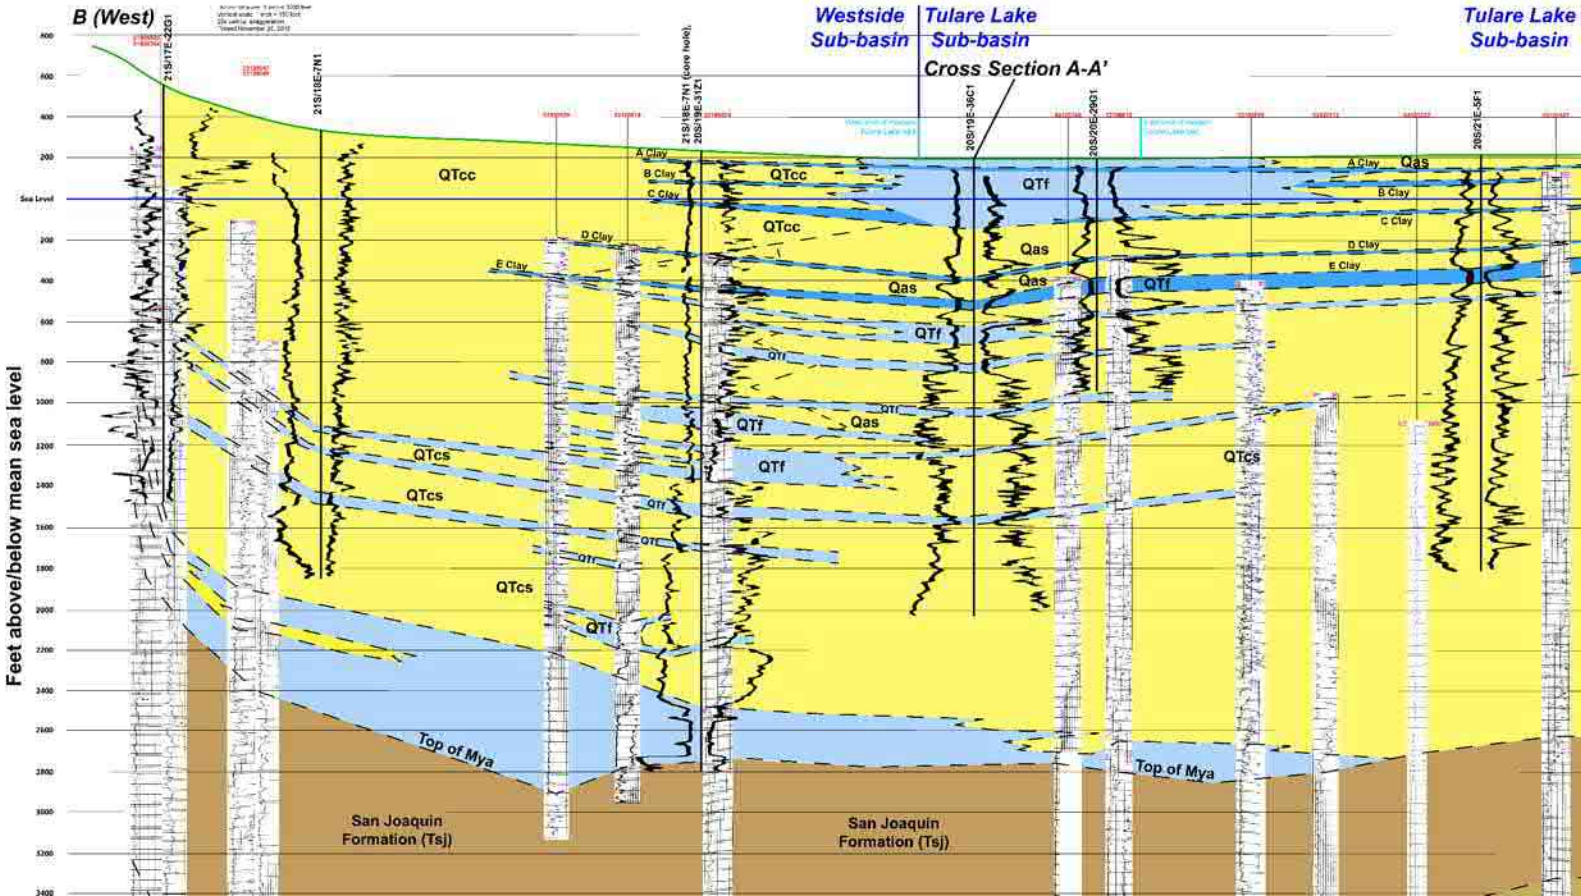 B (West)
Westside
Sub-basin
Tulare Lake
Sub-basin
Cross Section A-A'
Tulare Lake
Sub-basin
21S/17E-22G1
21S/18E-7N1
21S/18E-7N1 (core hole),
20S/19E-31Z1
20S/19E-36C1
20S/20E-29G1
20S/21E-5F1
Feet above/below mean sea level
800
600
400
200
Sea Level
200
400
600
800
1000
1200
1400
1600
1800
2000
2200
2400
2600
2800
3000
3200
3400
A Clay
B Clay
C Clay
D Clay
E Clay
A Clay
B Clay
C Clay
D Clay
E Clay
QTcc
QTcc
QTcc
QTf
Qas
Qas
Qas
Qas
QTf
QTf
QTf
QTf
QTf
Qas
QTf
QTcs
QTcs
QTcs
QTcs
QTf
QTf
QTf
QTf
Top of Mya
Top of Mya
San Joaquin
Formation (Tsj)
San Joaquin
Formation (Tsj)